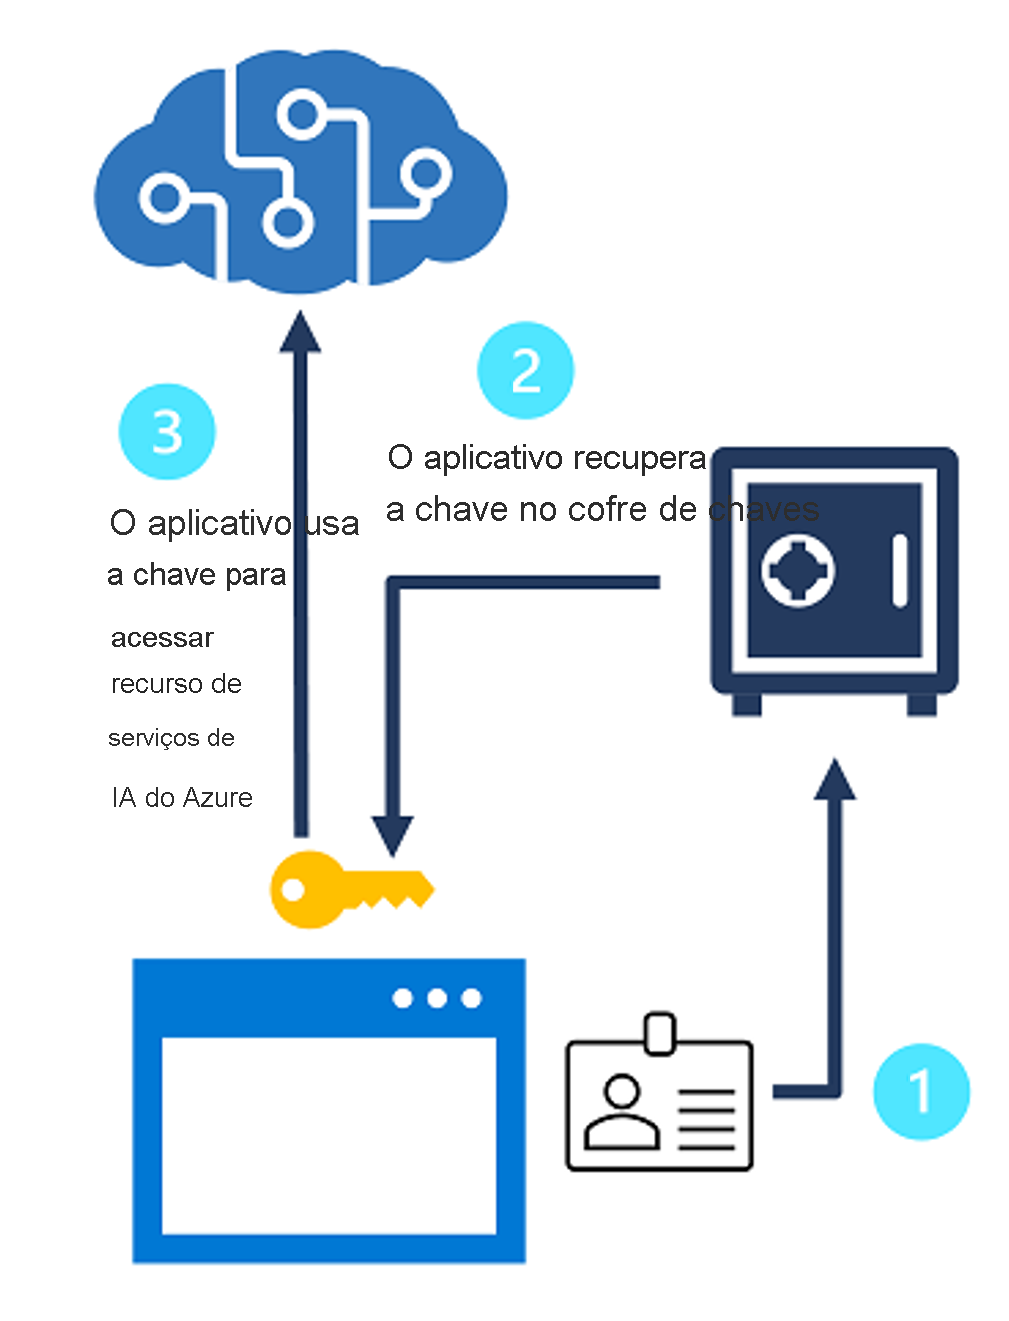 2
O aplicativo recupera
a chave no cofre de chaves
3
O aplicativo usa
a chave para
acessar
recurso de
serviços de
IA do Azure
1